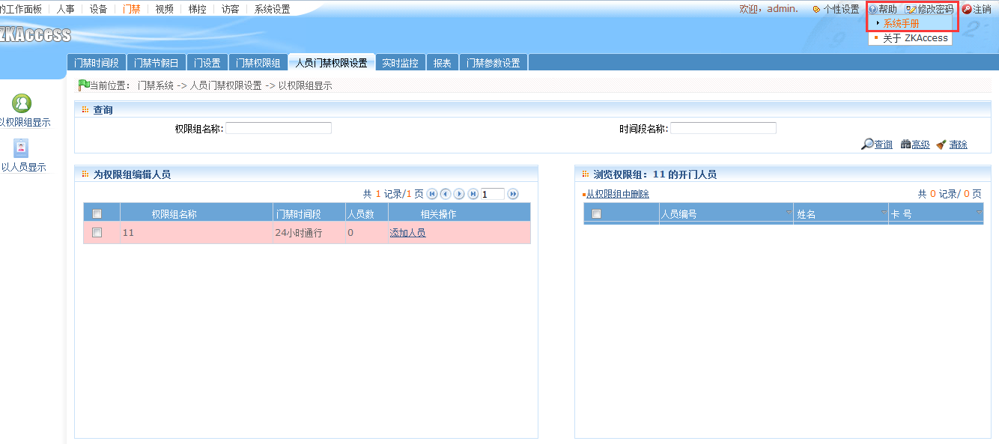 的工作面板 人事 设备 门禁 视频 梯控 访客 系统设置 欢迎，admin. 个性设置 帮助 修改密码 注销
系统手册
ZKAccess
关于 ZKAccess
门禁时间段 门禁节假日 门设置 门禁权限组 人员门禁权限设置 实时监控 报表 门禁参数设置
当前位置： 门禁系统 -> 人员门禁权限设置 -> 以权限组显示
查询
以权限组显示
权限组名称: 时间段名称:
查询 高级 清除
以人员显示
为权限组编辑人员
浏览权限组：11 的开门人员
共 1 记录/1 页 1
从权限组中删除 共 0 记录/ 0 页
权限组名称 门禁时间段 人员数 相关操作
人员编号 姓名 卡 号
11 24小时通行 0 添加人员